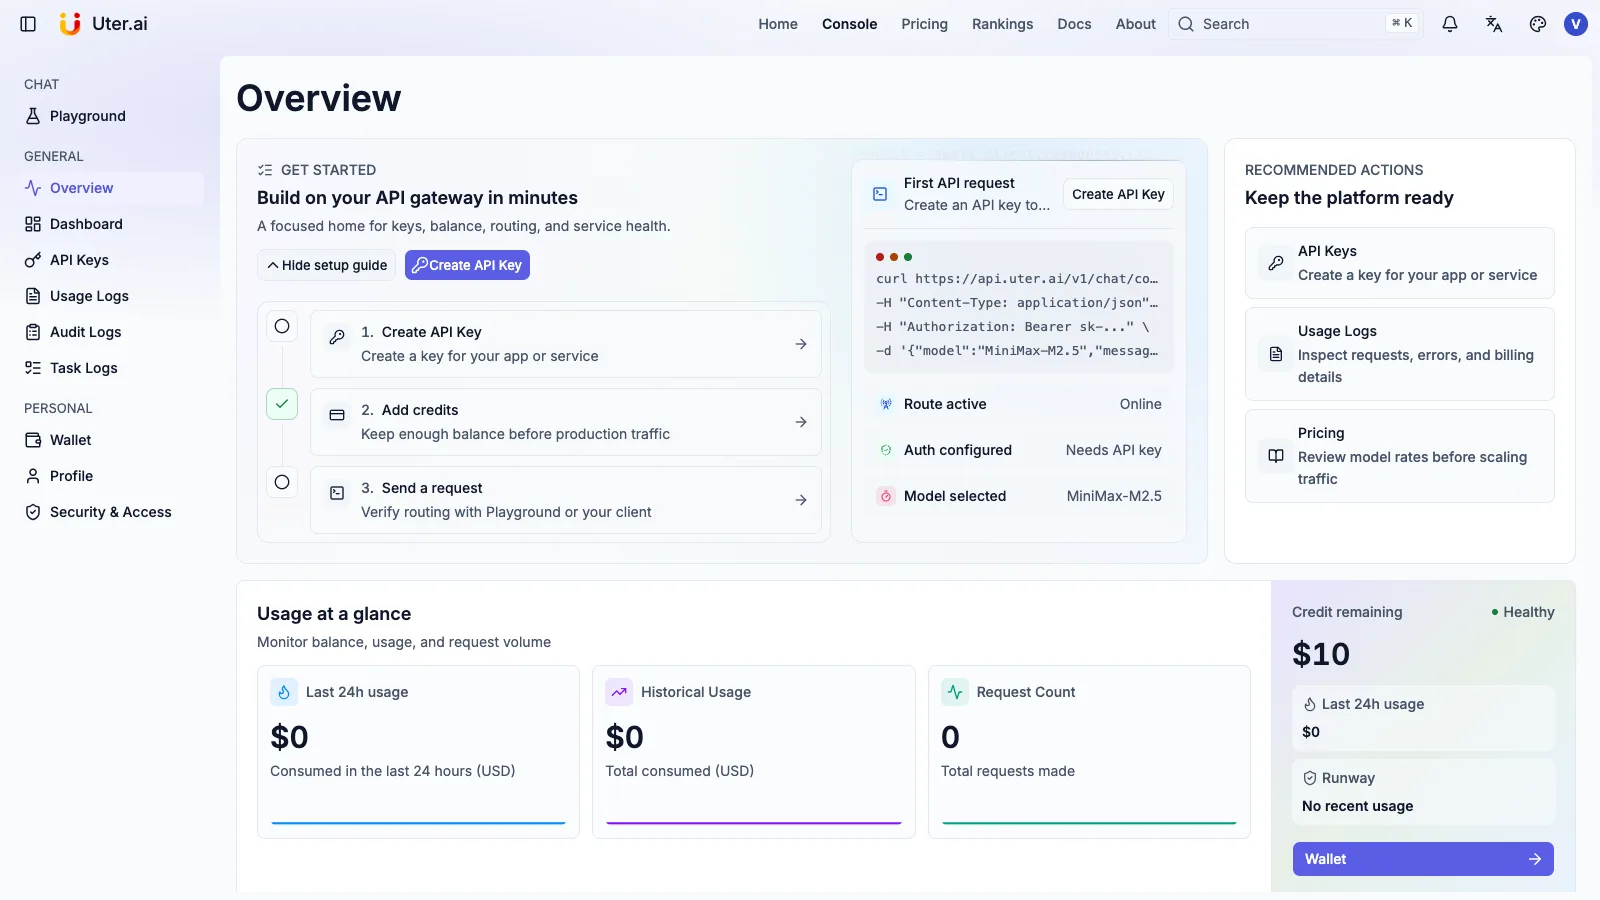 Uter.ai
Home
Console
Pricing
Rankings
Docs
About
Search
⌘ K
V
CHAT
Playground
GENERAL
Overview
Dashboard
API Keys
Usage Logs
Audit Logs
Task Logs
PERSONAL
Wallet
Profile
Security & Access
Overview
GET STARTED
Build on your API gateway in minutes
A focused home for keys, balance, routing, and service health.
Hide setup guide
Create API Key
1. Create API Key
Create a key for your app or service
2. Add credits
Keep enough balance before production traffic
3. Send a request
Verify routing with Playground or your client
First API request
Create an API key to...
Create API Key
curl https://api.uter.ai/v1/chat/co…
-H "Content-Type: application/json"…
-H "Authorization: Bearer sk-..." \
-d '{"model":"MiniMax-M2.5","messag…
Route active
Online
Auth configured
Needs API key
Model selected
MiniMax-M2.5
RECOMMENDED ACTIONS
Keep the platform ready
API Keys
Create a key for your app or service
Usage Logs
Inspect requests, errors, and billing
details
Pricing
Review model rates before scaling
traffic
Usage at a glance
Monitor balance, usage, and request volume
Last 24h usage
$0
Consumed in the last 24 hours (USD)
Historical Usage
$0
Total consumed (USD)
Request Count
0
Total requests made
Credit remaining
Healthy
$10
Last 24h usage
$0
Runway
No recent usage
Wallet